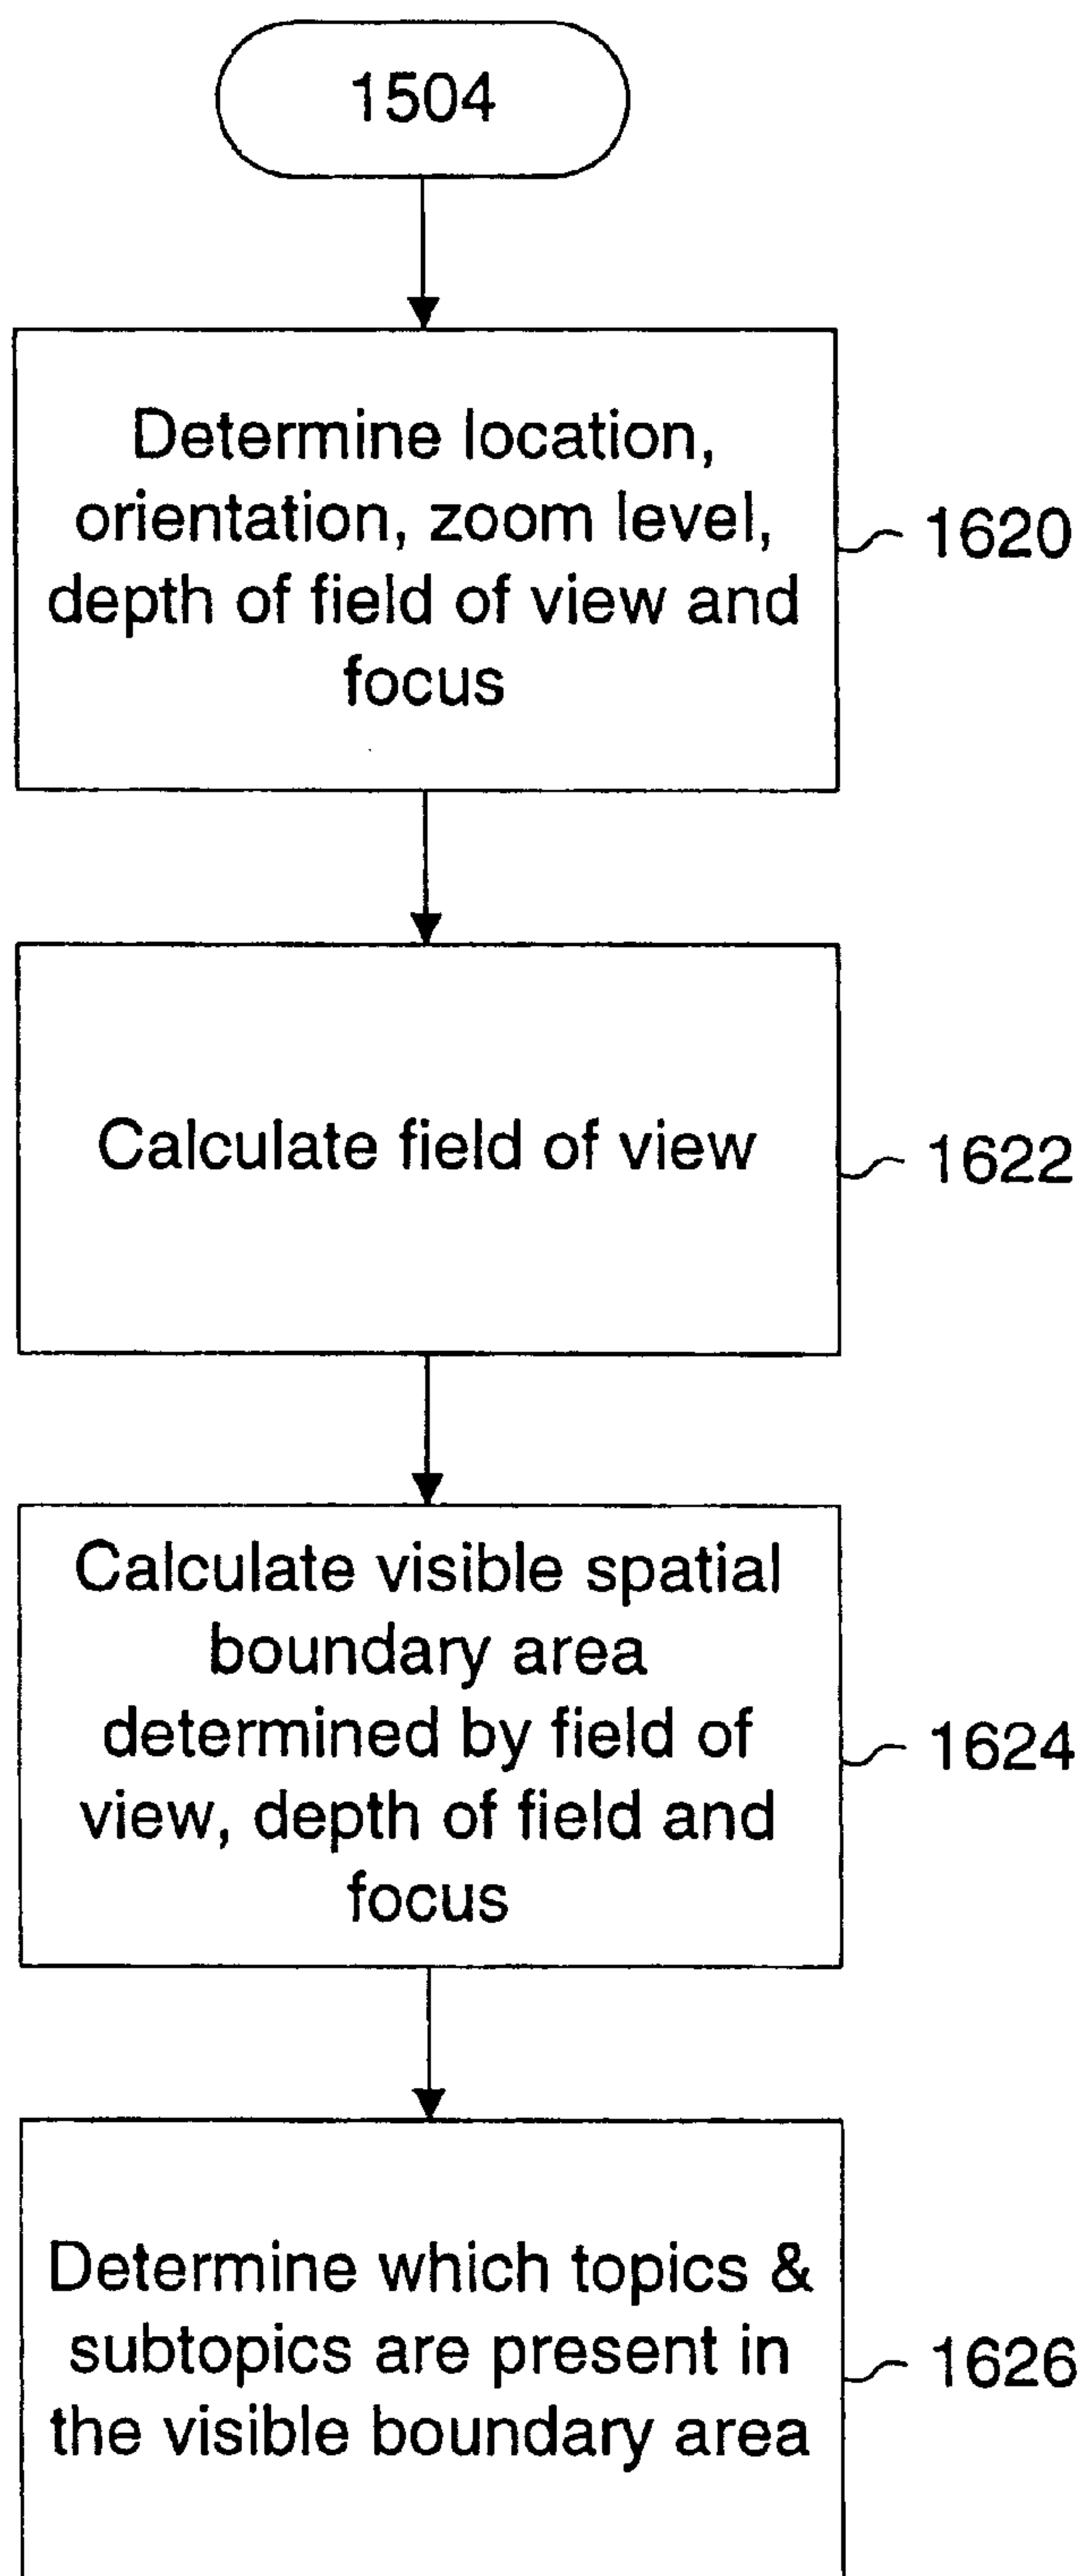 1504
Determine location,
orientation, zoom level,
depth of field of view and
focus
1620
Calculate field of view
1622
Calculate visible spatial
boundary area
determined by field of
view, depth of field and
focus
1624
Determine which topics &
subtopics are present in
the visible boundary area
1626